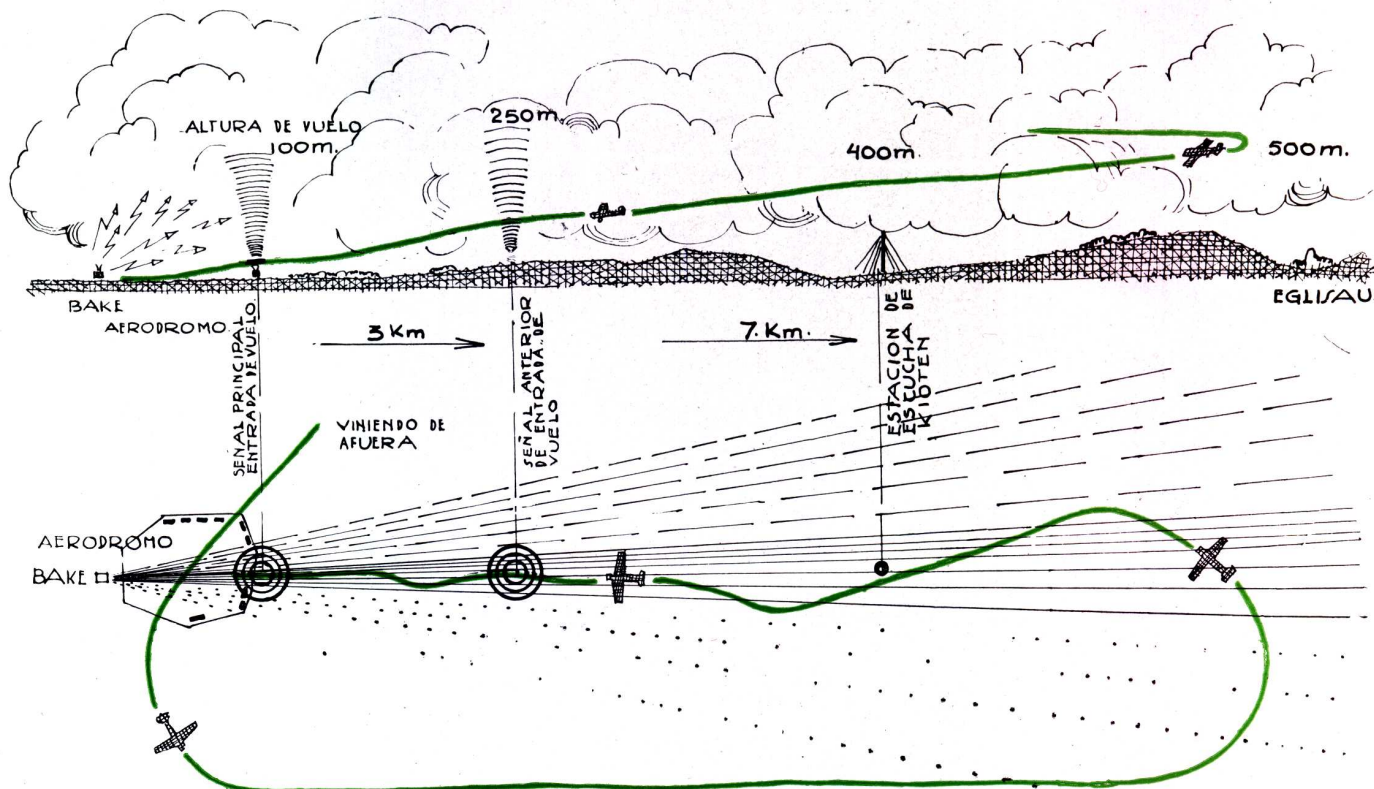 ALTURA DE VUELO
100m.
250m.
400m.
500m.
BAKE
AERODROMO.
EGLISAU
3 Km
7. Km.
SEÑAL PRINCIPAL
ENTRADA DE VUELO
SEÑAL ANTERIOR
DE ENTRADA. DE
VUELO
ESTACION DE
ESCUCHA DE
KIOTEN
VINIENDO DE
AFUERA
AERODROMO
BAKE